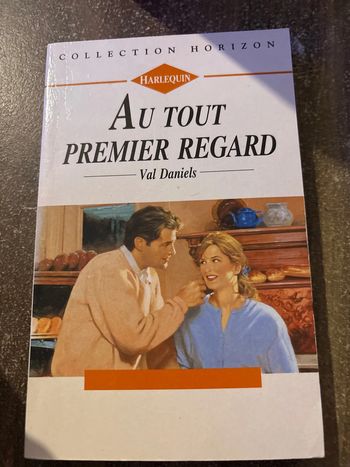 COLLECTION HORIZON
HARLEQUIN
AU TOUT
PREMIER REGARD
Val Daniels